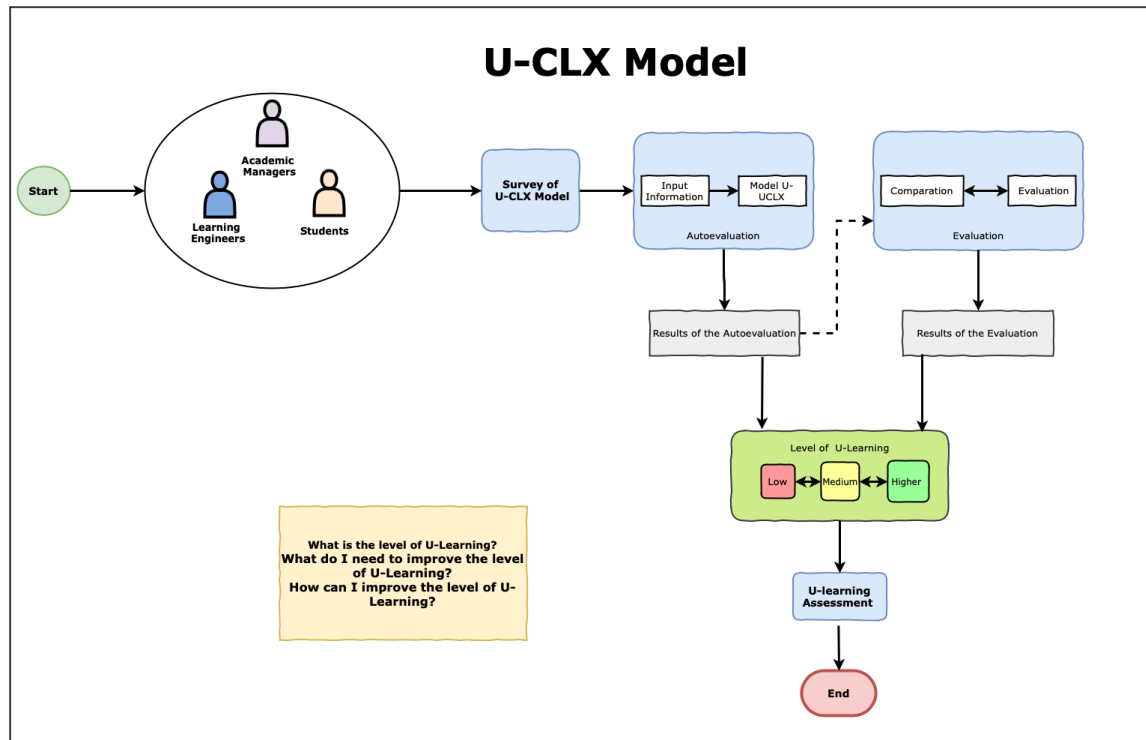 U-CLX Model
Start
Academic
Managers
Learning
Engineers
Students
Survey of
U-CLX Model
Input
Information
Model U-
UCLX
Autoevaluation
Comparation
Evaluation
Evaluation
Results of the Autoevaluation
Results of the Evaluation
Level of U-Learning
Low
Medium
Higher
What is the level of U-Learning?
What do I need to improve the level
of U-Learning?
How can I improve the level of U-
Learning?
U-learning
Assessment
End